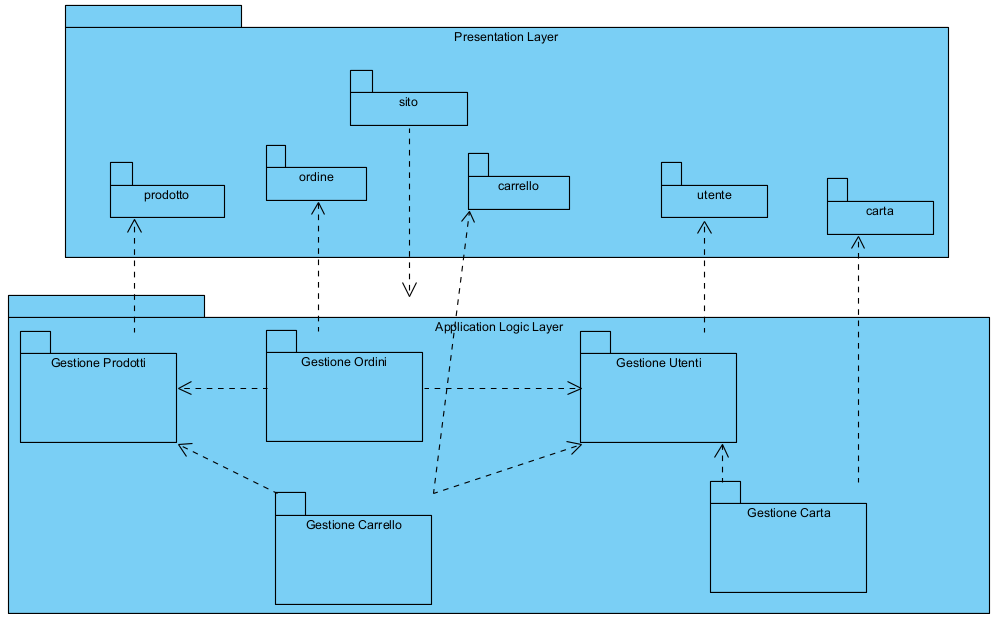 Presentation Layer
sito
ordine
carrello
prodotto
utente
carta
Application Logic Layer
Gestione Prodotti
Gestione Ordini
Gestione Utenti
Gestione Carrello
Gestione Carta